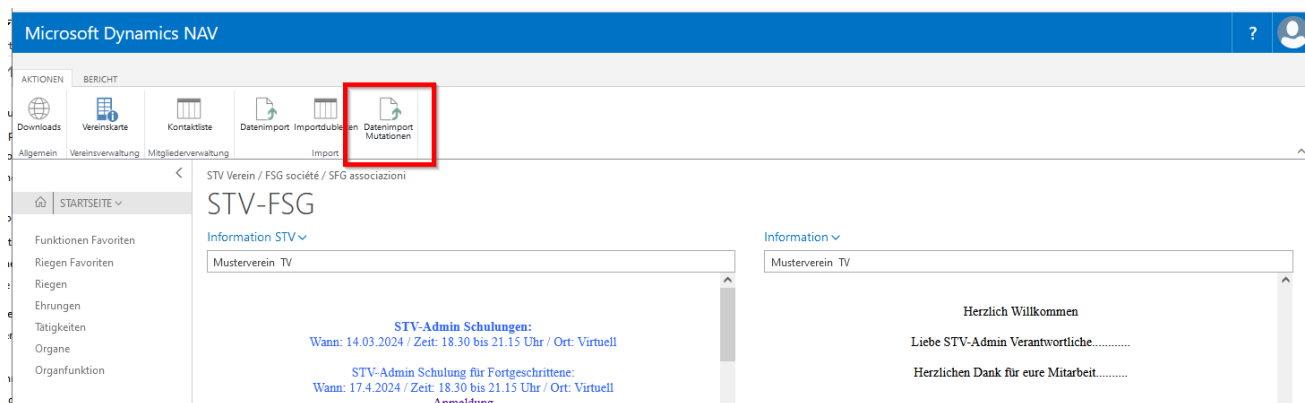 Microsoft Dynamics NAV
?
AKTIONEN BERICHT
Downloads Vereinskarte Kontaktliste Datenimport Importdubletten Datenimport Mutationen
Allgemein Vereinsverwaltung Mitgliederverwaltung Import
STV Verein / FSG société / SFG associazioni
STARTSEITE
STV-FSG
Funktionen Favoriten
Riegen Favoriten
Riegen
Ehrungen
Tätigkeiten
Organe
Organfunktion
Information STV
Musterverein TV
STV-Admin Schulungen:
Wann: 14.03.2024 / Zeit: 18.30 bis 21.15 Uhr / Ort: Virtuell
STV-Admin Schulung für Fortgeschrittene:
Wann: 17.4.2024 / Zeit: 18.30 bis 21.15 Uhr / Ort: Virtuell
Anmeldung
Information
Musterverein TV
Herzlich Willkommen
Liebe STV-Admin Verantwortliche............
Herzlichen Dank für eure Mitarbeit..........